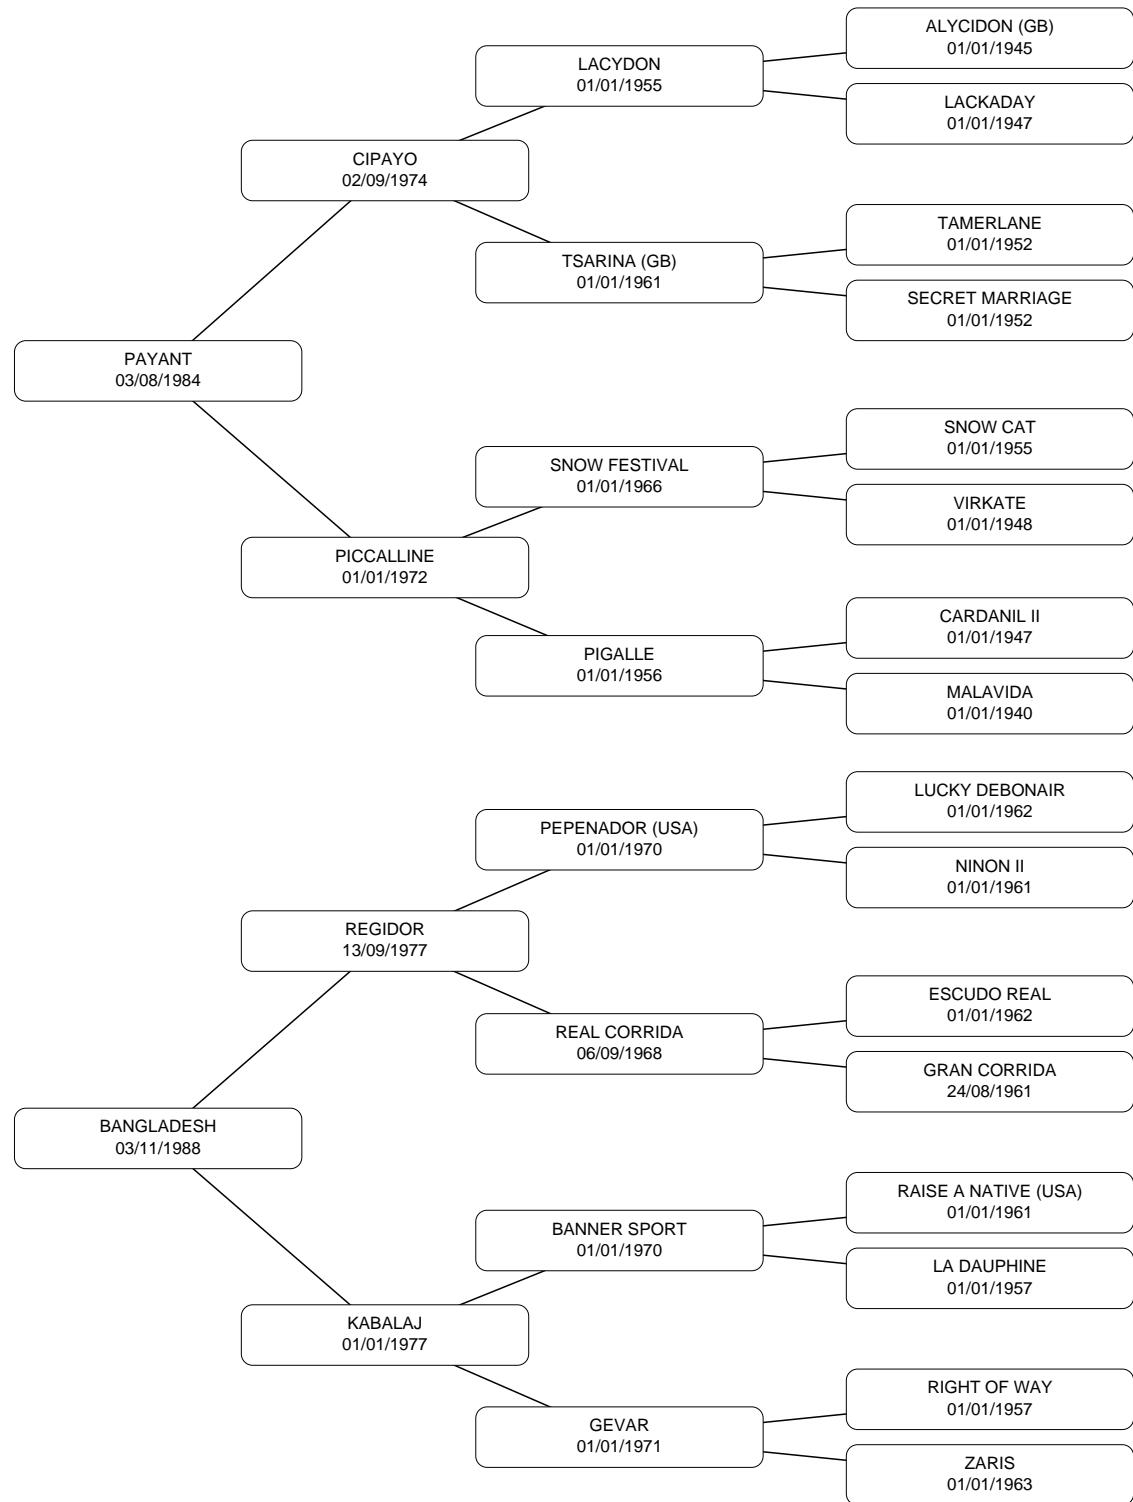 ALYCIDON (GB)
01/01/1945
LACYDON
01/01/1955
LACKADAY
01/01/1947
CIPAYO
02/09/1974
TAMERLANE
01/01/1952
TSARINA (GB)
01/01/1961
SECRET MARRIAGE
01/01/1952
PAYANT
03/08/1984
SNOW CAT
01/01/1955
SNOW FESTIVAL
01/01/1966
VIRKATE
01/01/1948
PICCALLINE
01/01/1972
CARDANIL II
01/01/1947
PIGALLE
01/01/1956
MALAVIDA
01/01/1940
LUCKY DEBONAIR
01/01/1962
PEPENADOR (USA)
01/01/1970
NINON II
01/01/1961
REGIDOR
13/09/1977
ESCUDO REAL
01/01/1962
REAL CORRIDA
06/09/1968
GRAN CORRIDA
24/08/1961
BANGLADESH
03/11/1988
RAISE A NATIVE (USA)
01/01/1961
BANNER SPORT
01/01/1970
LA DAUPHINE
01/01/1957
KABALAJ
01/01/1977
RIGHT OF WAY
01/01/1957
GEVAR
01/01/1971
ZARIS
01/01/1963